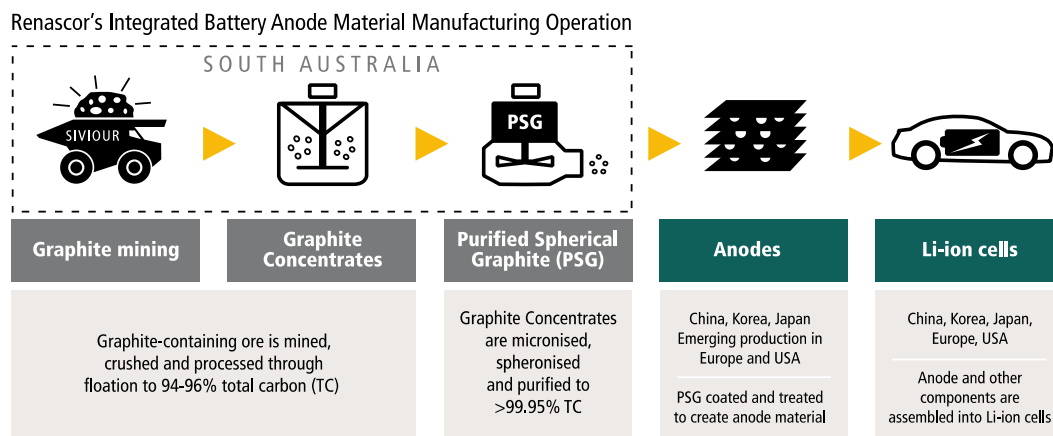 Renascor's Integrated Battery Anode Material Manufacturing Operation
SOUTH AUSTRALIA
SIVIOUR
PSG
Graphite mining
Graphite
Concentrates
Purified Spherical
Graphite (PSG)
Anodes
Li-ion cells
Graphite-containing ore is mined,
crushed and processed through
floation to 94-96% total carbon (TC)
Graphite Concentrates
are micronised,
spheronised
and purified to
>99.95% TC
China, Korea, Japan
Emerging production in
Europe and USA
PSG coated and treated
to create anode material
China, Korea, Japan,
Europe, USA
Anode and other
components are
assembled into Li-ion cells